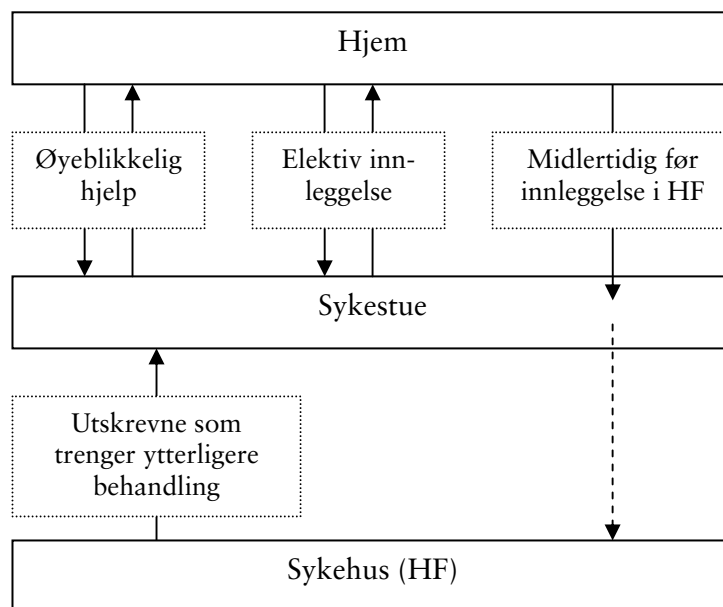 Hjem
Øyeblikkelig
hjelp
Elektiv inn-
leggelse
Midlertidig før
innleggelse i HF
Sykestue
Utskrevne som
trenger ytterligere
behandling
Sykehus (HF)